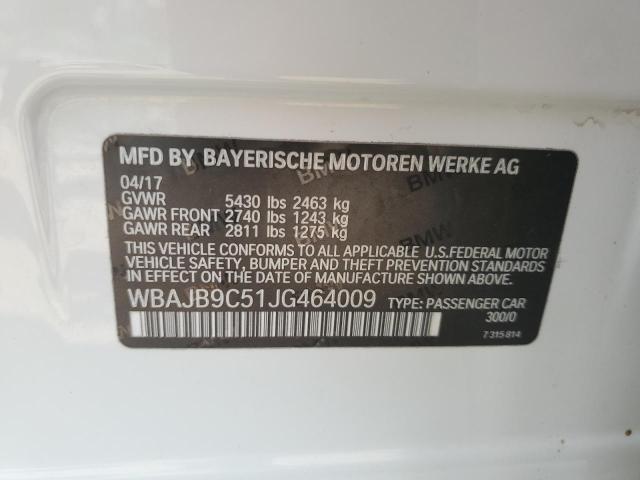 MFD BY BAYERISCHE MOTOREN WERKE AG
04/17
GVWR 5430 lbs 2463 kg
GAWR FRONT 2740 lbs 1243 kg
GAWR REAR 2811 lbs 1275 kg
THIS VEHICLE CONFORMS TO ALL APPLICABLE U.S.FEDERAL MOTOR
VEHICLE SAFETY, BUMPER AND THEFT PREVENTION STANDARDS
IN EFFECT ON THE DATE OF MANUFACTURE SHOWN ABOVE.
WBAJB9C51JG464009 TYPE: PASSENGER CAR
300/0
7 315 814